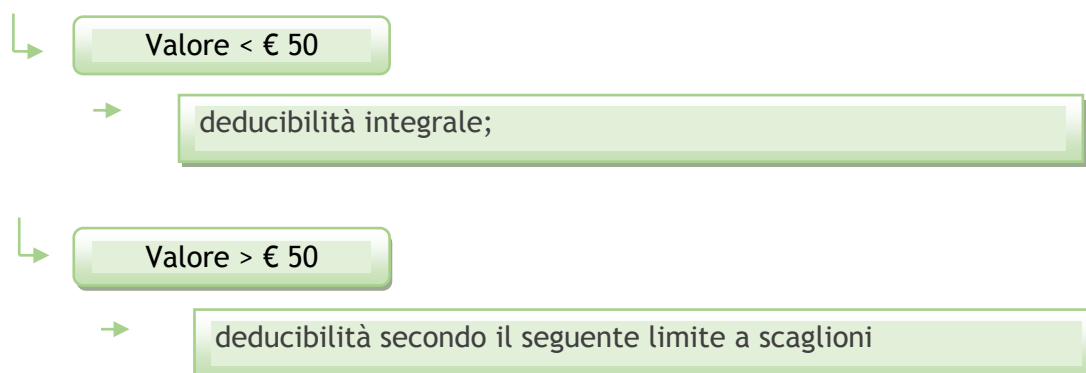 Valore < € 50
deducibilità integrale;
Valore > € 50
deducibilità secondo il seguente limite a scaglioni